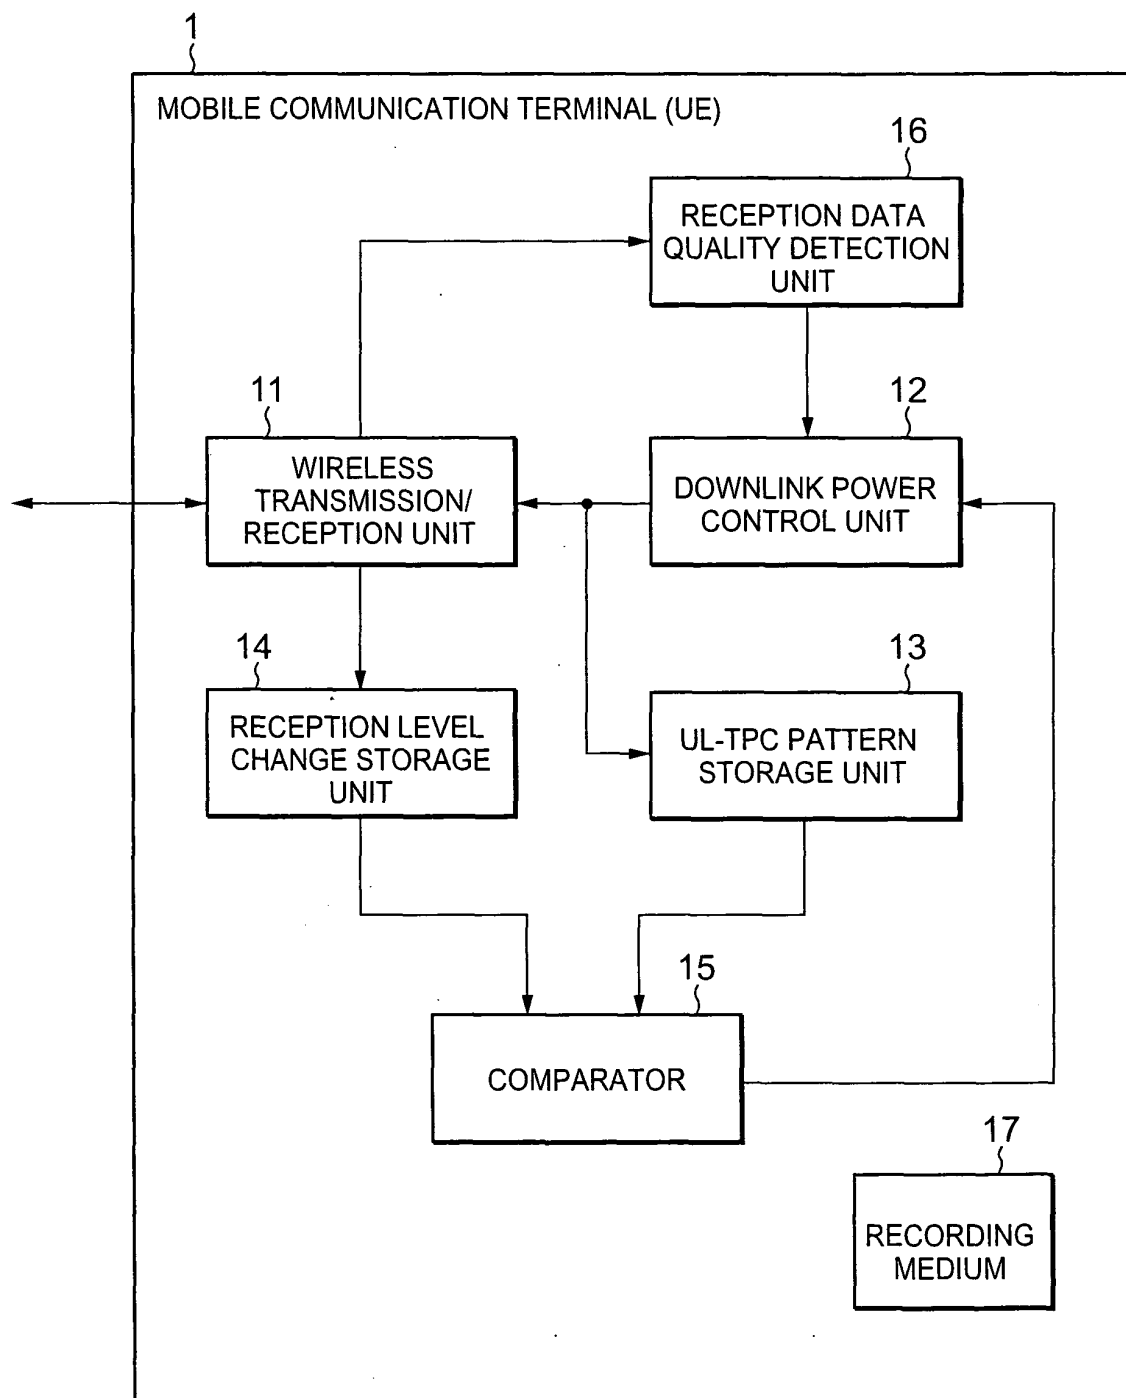 1
MOBILE COMMUNICATION TERMINAL (UE)
16
RECEPTION DATA
QUALITY DETECTION
UNIT
11
WIRELESS
TRANSMISSION/
RECEPTION UNIT
12
DOWNLINK POWER
CONTROL UNIT
14
RECEPTION LEVEL
CHANGE STORAGE
UNIT
13
UL-TPC PATTERN
STORAGE UNIT
15
COMPARATOR
17
RECORDING
MEDIUM